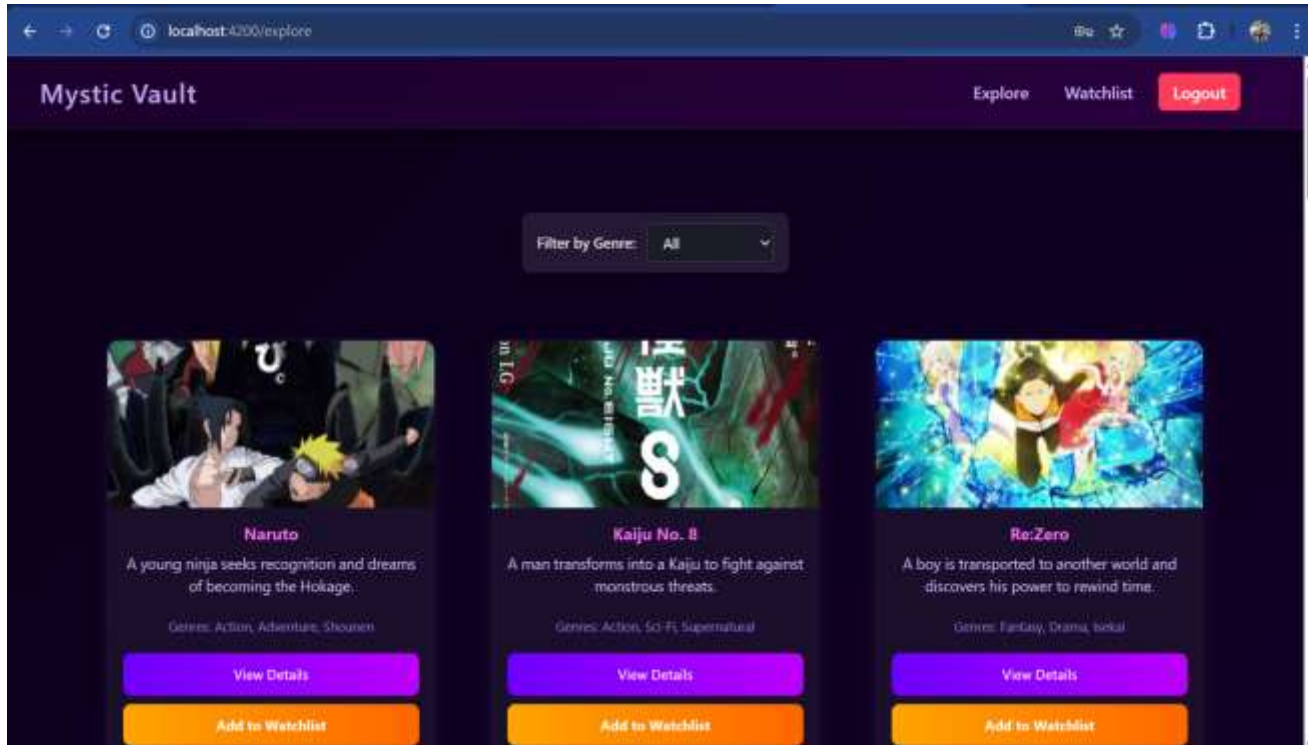 localhost:4200/explore
Mystic Vault
Explore Watchlist Logout
Filter by Genre: All
獣
8
Naruto
A young ninja seeks recognition and dreams
of becoming the Hokage.
Genres: Action, Adventure, Shounen
View Details
Add to Watchlist
Kaiju No. 8
A man transforms into a Kaiju to fight against
monstrous threats.
Genres: Action, Sci-Fi, Supernatural
View Details
Add to Watchlist
Re:Zero
A boy is transported to another world and
discovers his power to rewind time.
Genres: Fantasy, Drama, Isekai
View Details
Add to Watchlist